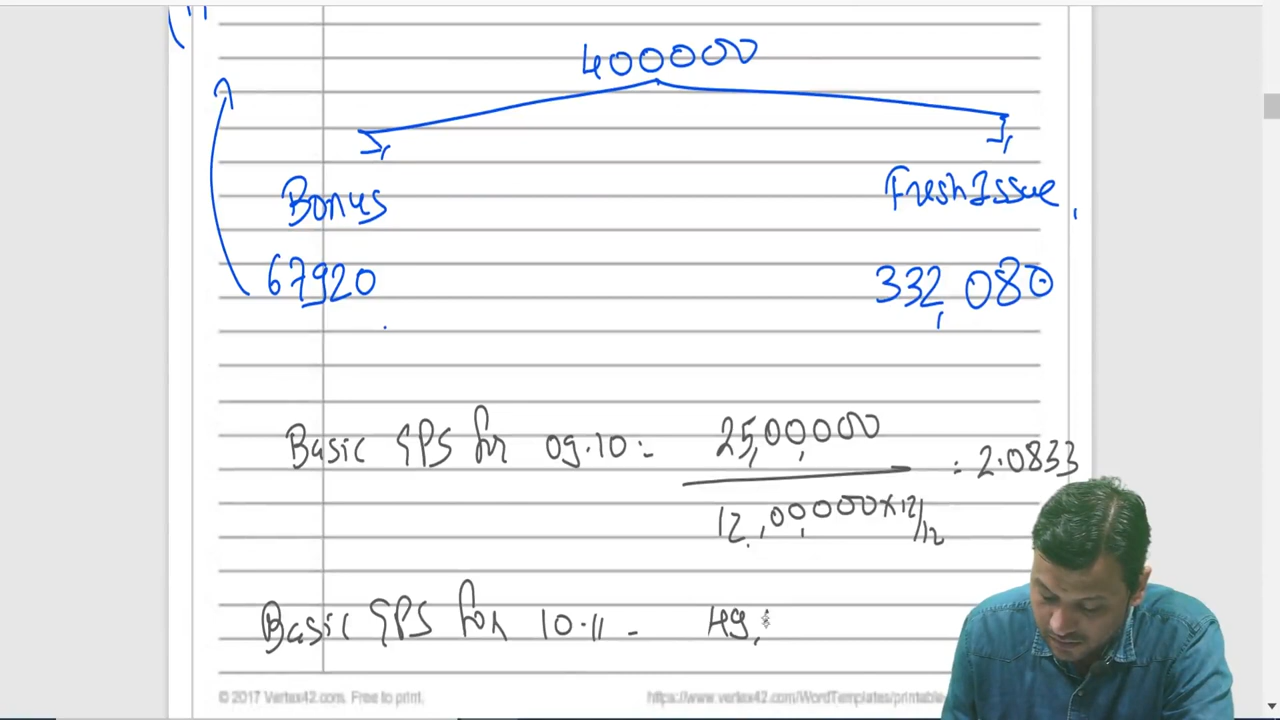 400000
Bonus Fresh Issue
67920 332,080
Basic EPS for 09.10 = 25,00,000
= 2.0833
12,00,000 x 12/12
Basic EPS for 10.11 - 49,
© 2017 Vertex42.com. Free to print. https://www.vertex42.com/WordTemplates/printable-